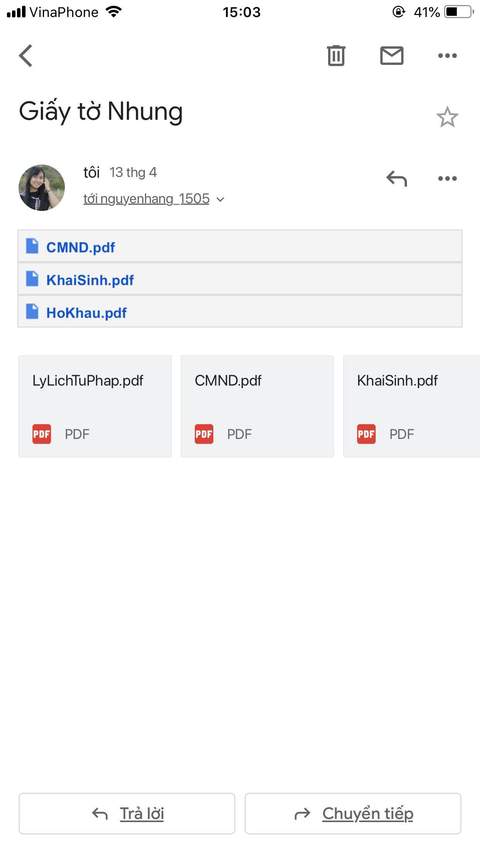 VinaPhone 15:03 41%
Giấy tờ Nhung
tôi 13 thg 4
tới nguyenhang_1505
CMND.pdf
KhaiSinh.pdf
HoKhau.pdf
LyLichTuPhap.pdf CMND.pdf KhaiSinh.pdf
PDF PDF PDF PDF PDF PDF
Trả lời Chuyển tiếp